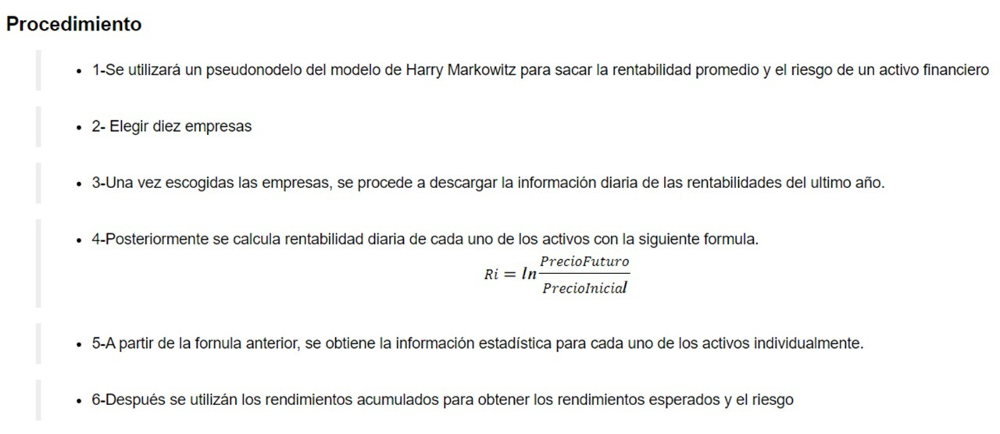 Procedimiento
• 1-Se utilizará un pseudonodelo del modelo de Harry Markowitz para sacar la rentabilidad promedio y el riesgo de un activo financiero
• 2- Elegir diez empresas
• 3-Una vez escogidas las empresas, se procede a descargar la información diaria de las rentabilidades del ultimo año.
• 4-Posteriormente se calcula rentabilidad diaria de cada uno de los activos con la siguiente formula.
Ri = ln PrecioFuturo / PrecioInicial
• 5-A partir de la fornula anterior, se obtiene la información estadística para cada uno de los activos individualmente.
• 6-Después se utilizán los rendimientos acumulados para obtener los rendimientos esperados y el riesgo